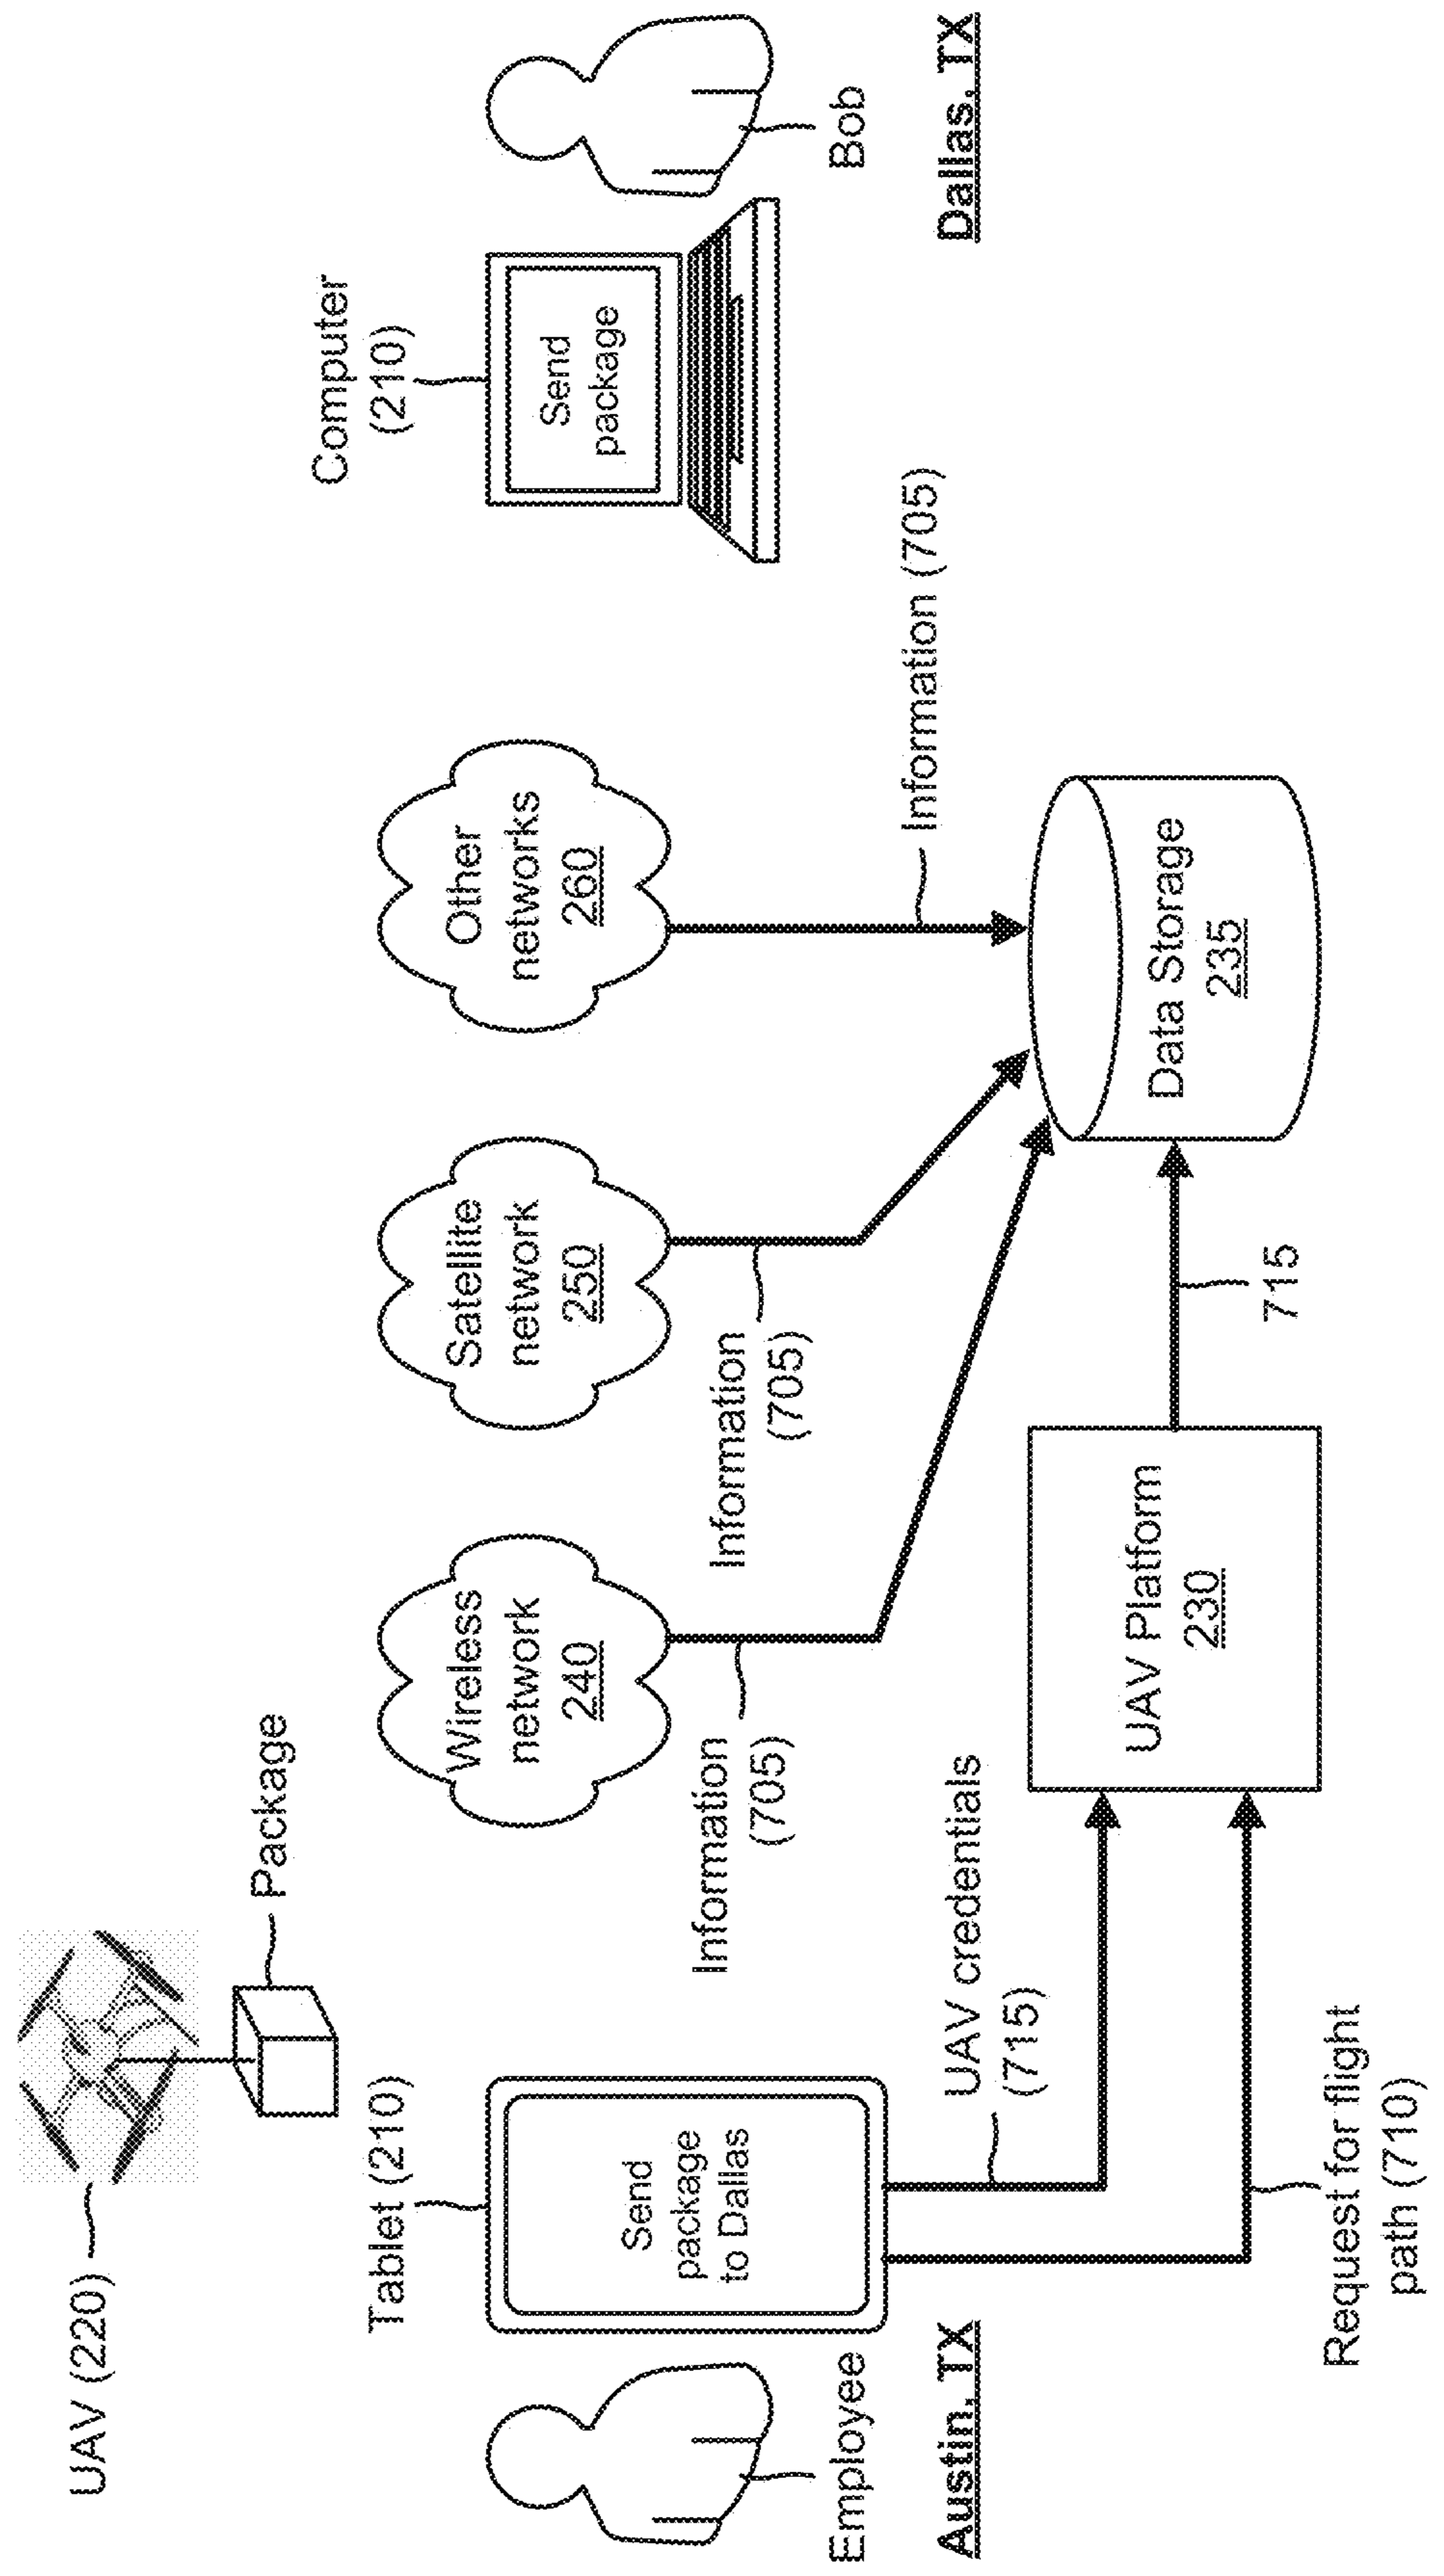 UAV (220)
Package
Tablet (210)
Send
package
to Dallas
Employee
Austin, TX
Wireless
network
240
Satellite
network
250
Other
networks
260
Computer
(210)
Send
package
Bob
Dallas, TX
Information
(705)
Information
(705)
Information (705)
UAV credentials
(715)
Request for flight
path (710)
UAV Platform
230
715
Data Storage
235